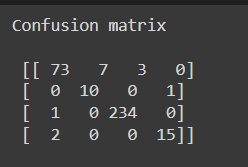 Confusion matrix
[[ 73 7 3 0]
[ 0 10 0 1]
[ 1 0 234 0]
[ 2 0 0 15]]